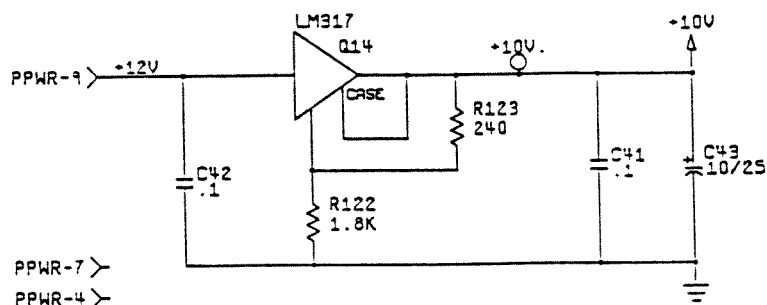 LM317
Q14
+10V.
+10V
PPWR-9
+12V
CASE
R123
240
C42
.1
C41
.1
C43
10/25
R122
1.8K
PPWR-7
PPWR-4
+